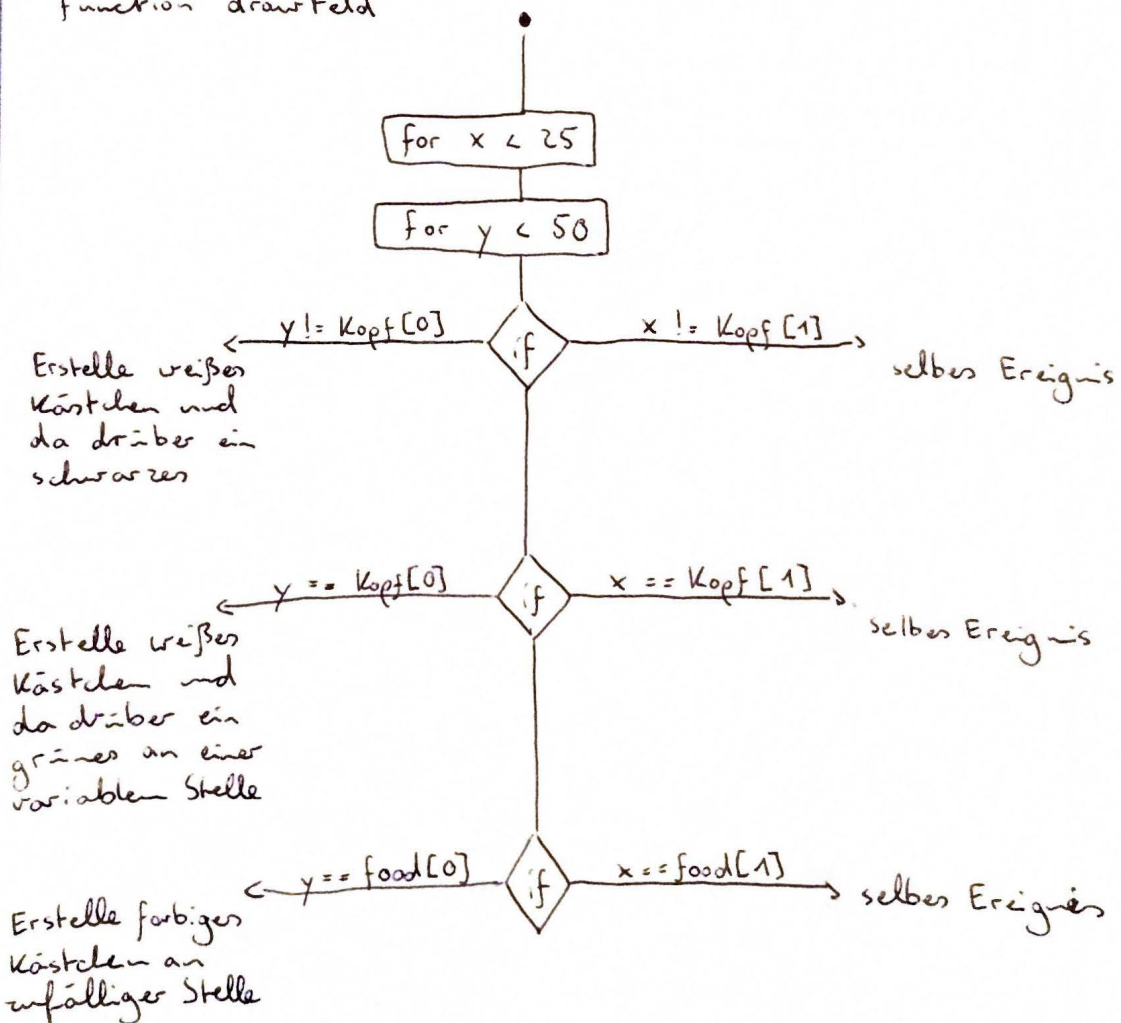 function drawFeld
for x < 25
for y < 50
y != Kopf[0]
if
x != Kopf[1]
Erstelle weißes
Kästchen und
da drüber ein
schwarzes
selbes Ereignis
y == Kopf[0]
if
x == Kopf[1]
Erstelle weißes
Kästchen und
da drüber ein
grünes an einer
variablen Stelle
selbes Ereignis
y == food[0]
if
x == food[1]
Erstelle farbiges
Kästchen an
zufälliger Stelle
selbes Ereignis